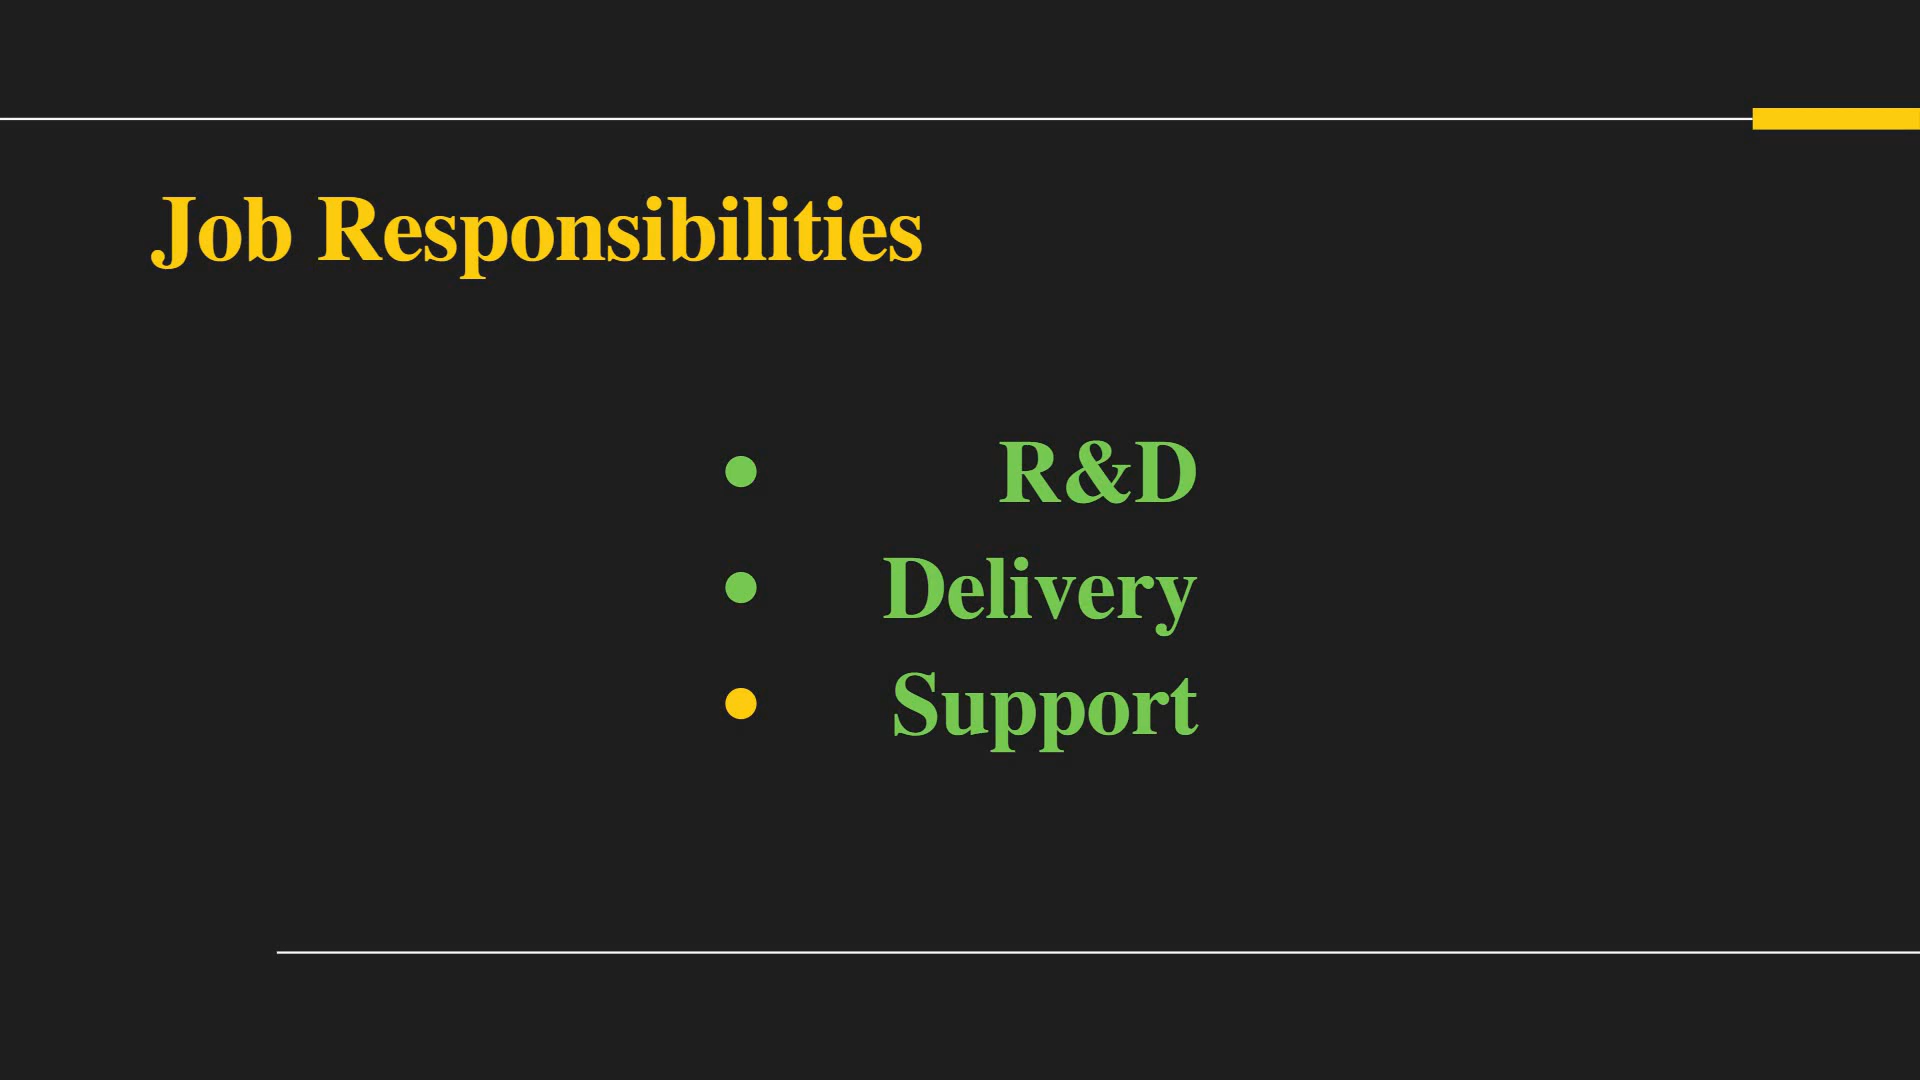 Job Responsibilities
● R&D
● Delivery
● Support